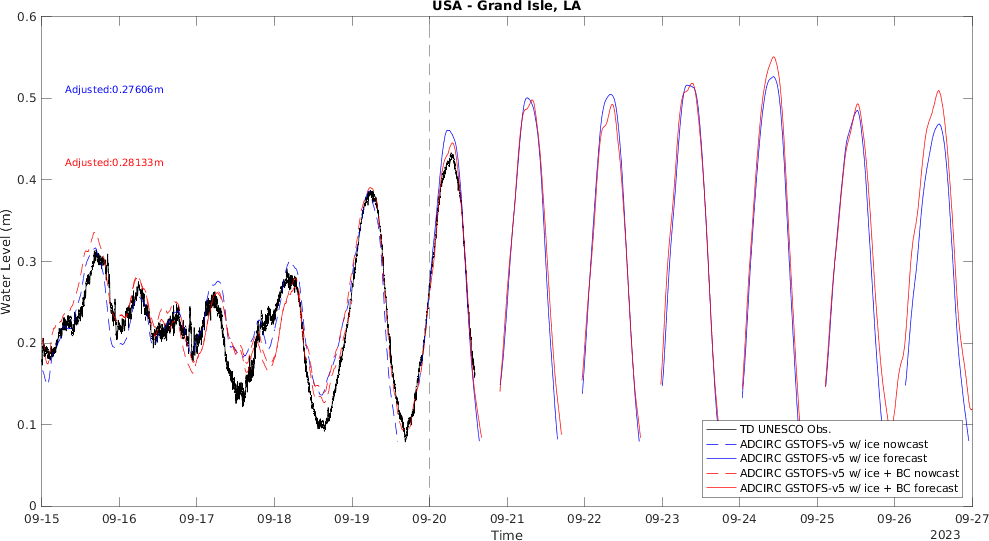 USA - Grand Isle, LA
0.6
0.5
0.4
0.3
0.2
0.1
0
Water Level (m)
Adjusted:0.27606m
Adjusted:0.28133m
TD UNESCO Obs.
ADCIRC GSTOFS-v5 w/ ice nowcast
ADCIRC GSTOFS-v5 w/ ice forecast
ADCIRC GSTOFS-v5 w/ ice + BC nowcast
ADCIRC GSTOFS-v5 w/ ice + BC forecast
09-15 09-16 09-17 09-18 09-19 09-20 09-21 09-22 09-23 09-24 09-25 09-26 09-27
Time
2023